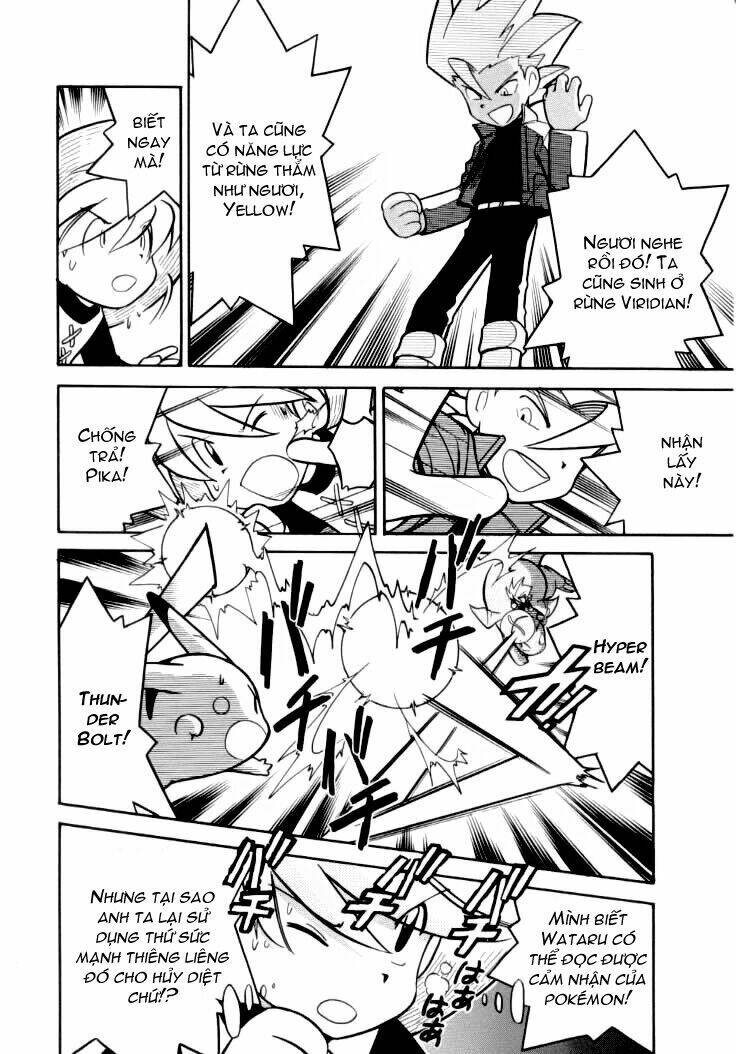 Ngươi nghe
rồi đó! Ta
cũng sinh ở
rừng Viridian!
Và ta cũng
có năng lực
từ rừng thẳm
như ngươi,
Yellow!
biết
ngay
mà!
nhận
lấy
này!
Chống
trả!
Pika!
Hyper
beam!
Thun-
der
Bolt!
バチ
バチ
バチ
Mình biết
Wataru có
thể đọc được
cảm nhận của
pokémon!
Nhưng tại sao
anh ta lại sử
dụng thứ sức
mạnh thiêng liêng
đó cho hủy diệt
chứ!?
バチ
バチ
バチ
はあ
はあ